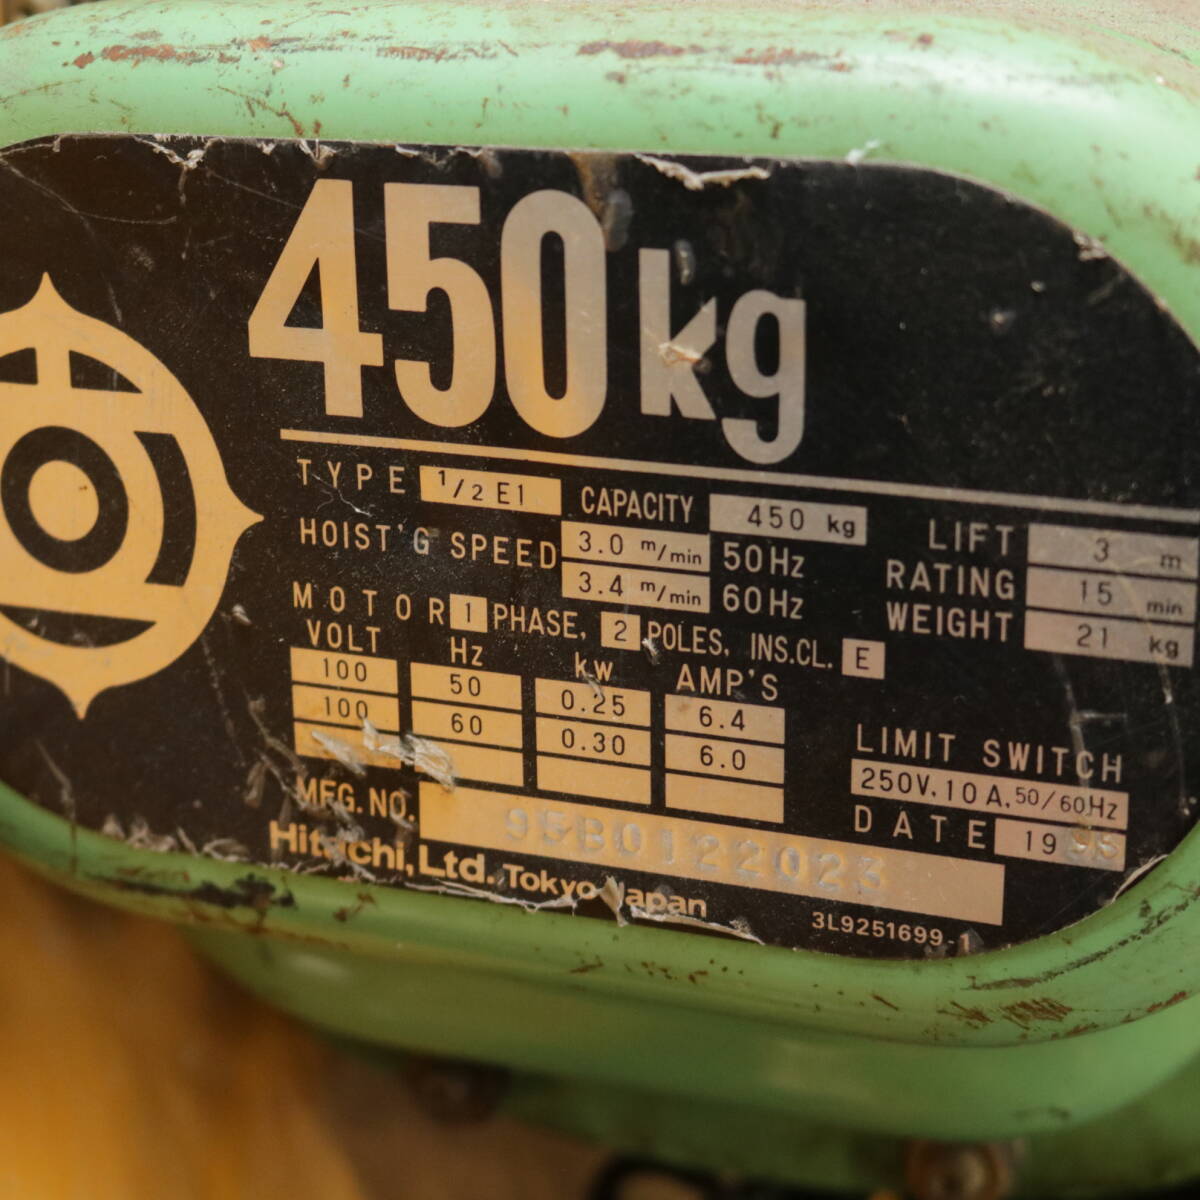 450kg
TYPE 1/2 E1 CAPACITY 450 kg LIFT 3 m
HOIST'G SPEED 3.0 m/min 50Hz RATING 15 min
3.4 m/min 60Hz WEIGHT 21 kg
MOTOR 1 PHASE, 2 POLES, INS.CL. E
VOLT Hz kw AMP'S
100 50 0.25 6.4
100 60 0.30 6.0
LIMIT SWITCH
250V, 10A, 50/60Hz
DATE 1995
MFG. NO. 95B0122023
Hitachi, Ltd. Tokyo Japan
3L9251699-1